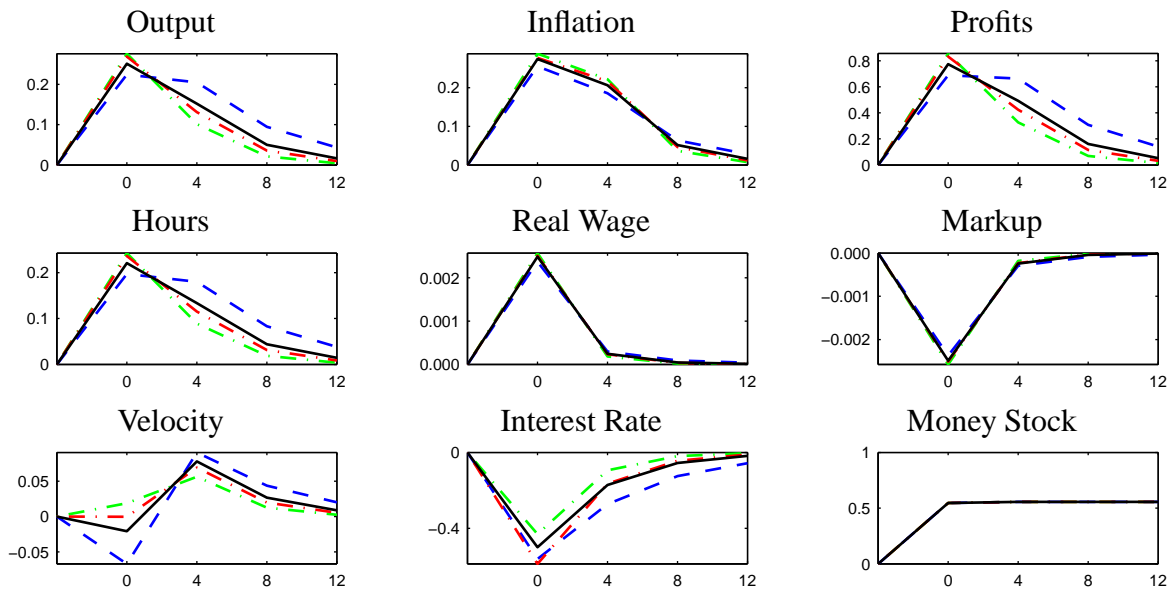 Output Inflation Profits
0.2 0.2 0.8
0.6
0.1 0.1 0.4
0.2
0 0 0
0 4 8 12 0 4 8 12 0 4 8 12
Hours Real Wage Markup
0.2 0.002 0.000
0.1 0.001 −0.001
0 0.000 −0.002
0 4 8 12 0 4 8 12 0 4 8 12
Velocity Interest Rate Money Stock
0.05 0 1
0 0.5
−0.05 −0.4 0
0 4 8 12 0 4 8 12 0 4 8 12